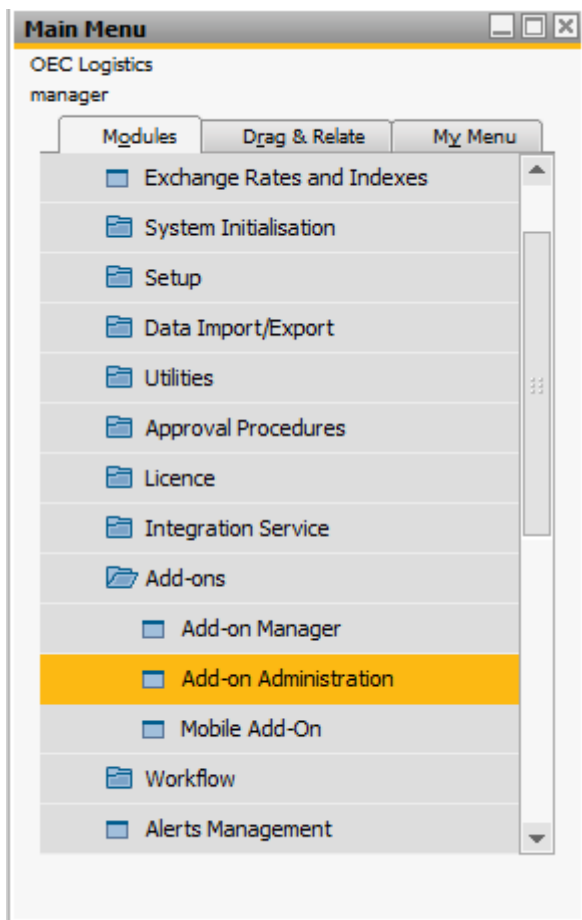 Main Menu
OEC Logistics
manager
Modules Drag & Relate My Menu
Exchange Rates and Indexes
System Initialisation
Setup
Data Import/Export
Utilities
Approval Procedures
Licence
Integration Service
Add-ons
Add-on Manager
Add-on Administration
Mobile Add-On
Workflow
Alerts Management